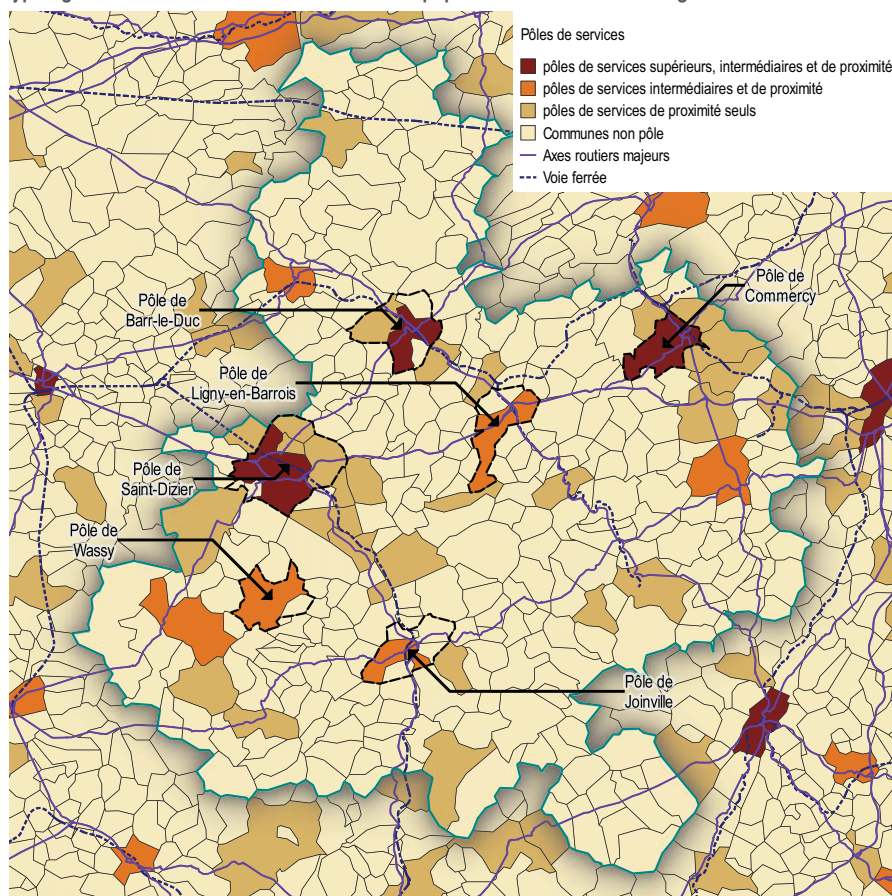 Pôles de services
pôles de services supérieurs, intermédiaires et de proximité
pôles de services intermédiaires et de proximité
pôles de services de proximité seuls
Communes non pôle
Axes routiers majeurs
Voie ferrée
Pôle de
Commercy
Pôle de
Barr-le-Duc
Pôle de
Ligny-en-Barrois
Pôle de
Saint-Dizier
Pôle de
Wassy
Pôle de
Joinville